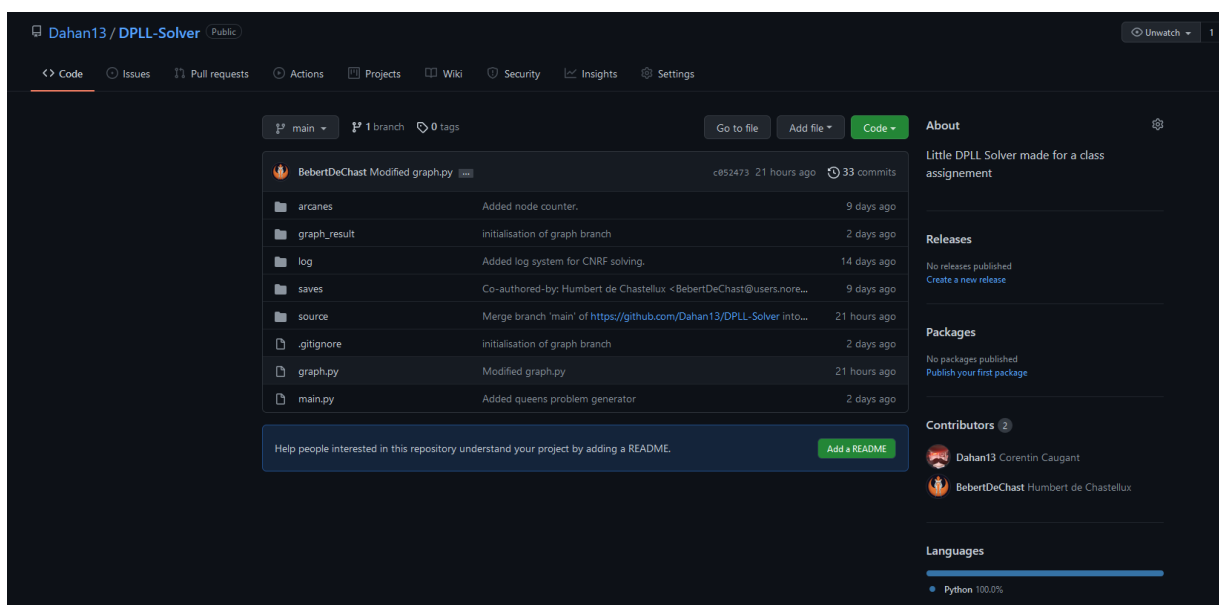 Dahan13 / DPLL-Solver Public
Unwatch 1
Code Issues Pull requests Actions Projects Wiki Security Insights Settings
main 1 branch 0 tags Go to file Add file Code
BebertDeChast Modified graph.py ... c052473 21 hours ago 33 commits
arcanes Added node counter. 9 days ago
graph_result initialisation of graph branch 2 days ago
log Added log system for CNRF solving. 14 days ago
saves Co-authored-by: Humbert de Chastellux <BebertDeChast@users.nore... 9 days ago
source Merge branch 'main' of https://github.com/Dahan13/DPLL-Solver into... 21 hours ago
.gitignore initialisation of graph branch 2 days ago
graph.py Modified graph.py 21 hours ago
main.py Added queens problem generator 2 days ago
Help people interested in this repository understand your project by adding a README. Add a README
About
Little DPLL Solver made for a class
assignement
Releases
No releases published
Create a new release
Packages
No packages published
Publish your first package
Contributors 2
Dahan13 Corentin Caugant
BebertDeChast Humbert de Chastellux
Languages
Python 100.0%